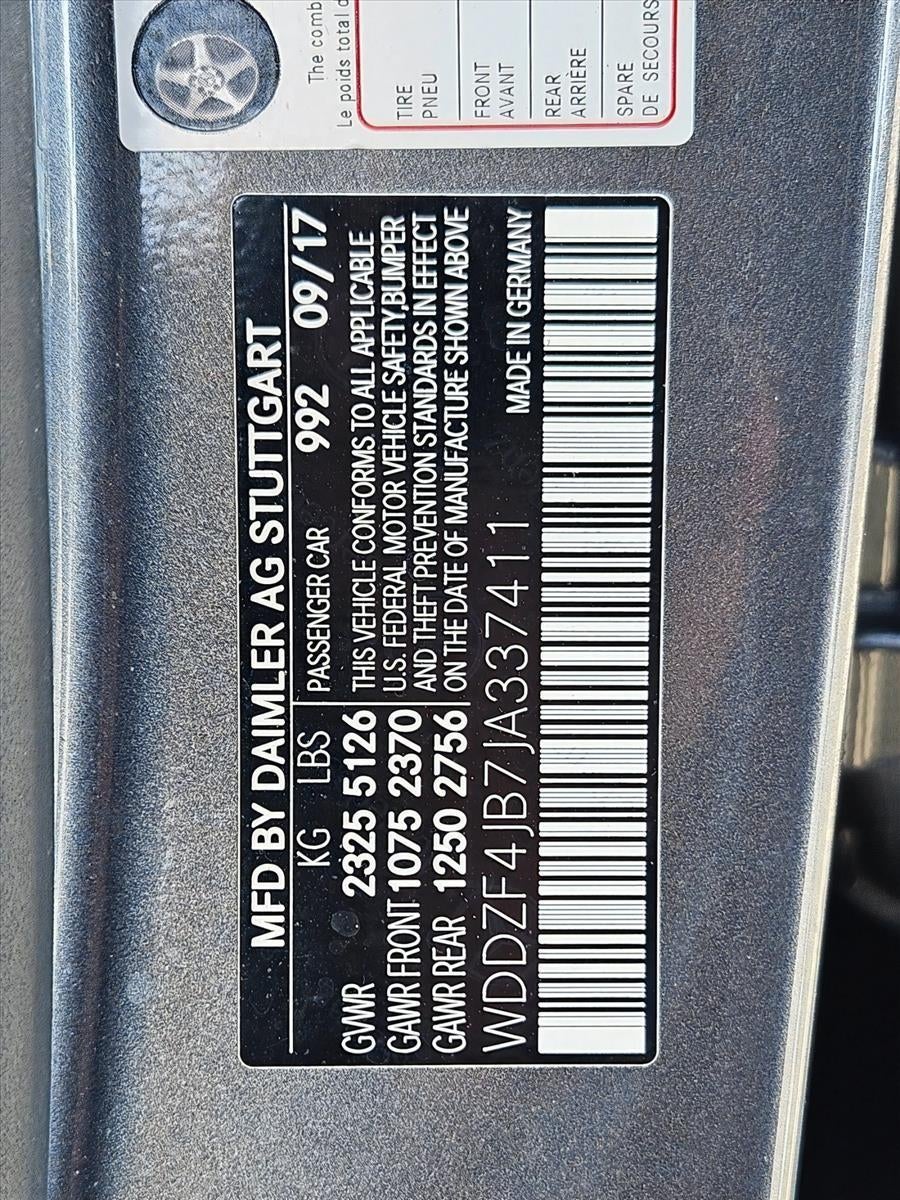 The comb
Le poids total d
TIRE
PNEU
FRONT
AVANT
REAR
ARRIÈRE
SPARE
DE SECOURS
MFD BY DAIMLER AG STUTTGART
KG LBS PASSENGER CAR 992 09/17
GVWR 2325 5126 THIS VEHICLE CONFORMS TO ALL APPLICABLE
U.S. FEDERAL MOTOR VEHICLE SAFETY,BUMPER
GAWR FRONT 1075 2370 AND THEFT PREVENTION STANDARDS IN EFFECT
GAWR REAR 1250 2756 ON THE DATE OF MANUFACTURE SHOWN ABOVE
WDDZF4JB7JA337411 MADE IN GERMANY